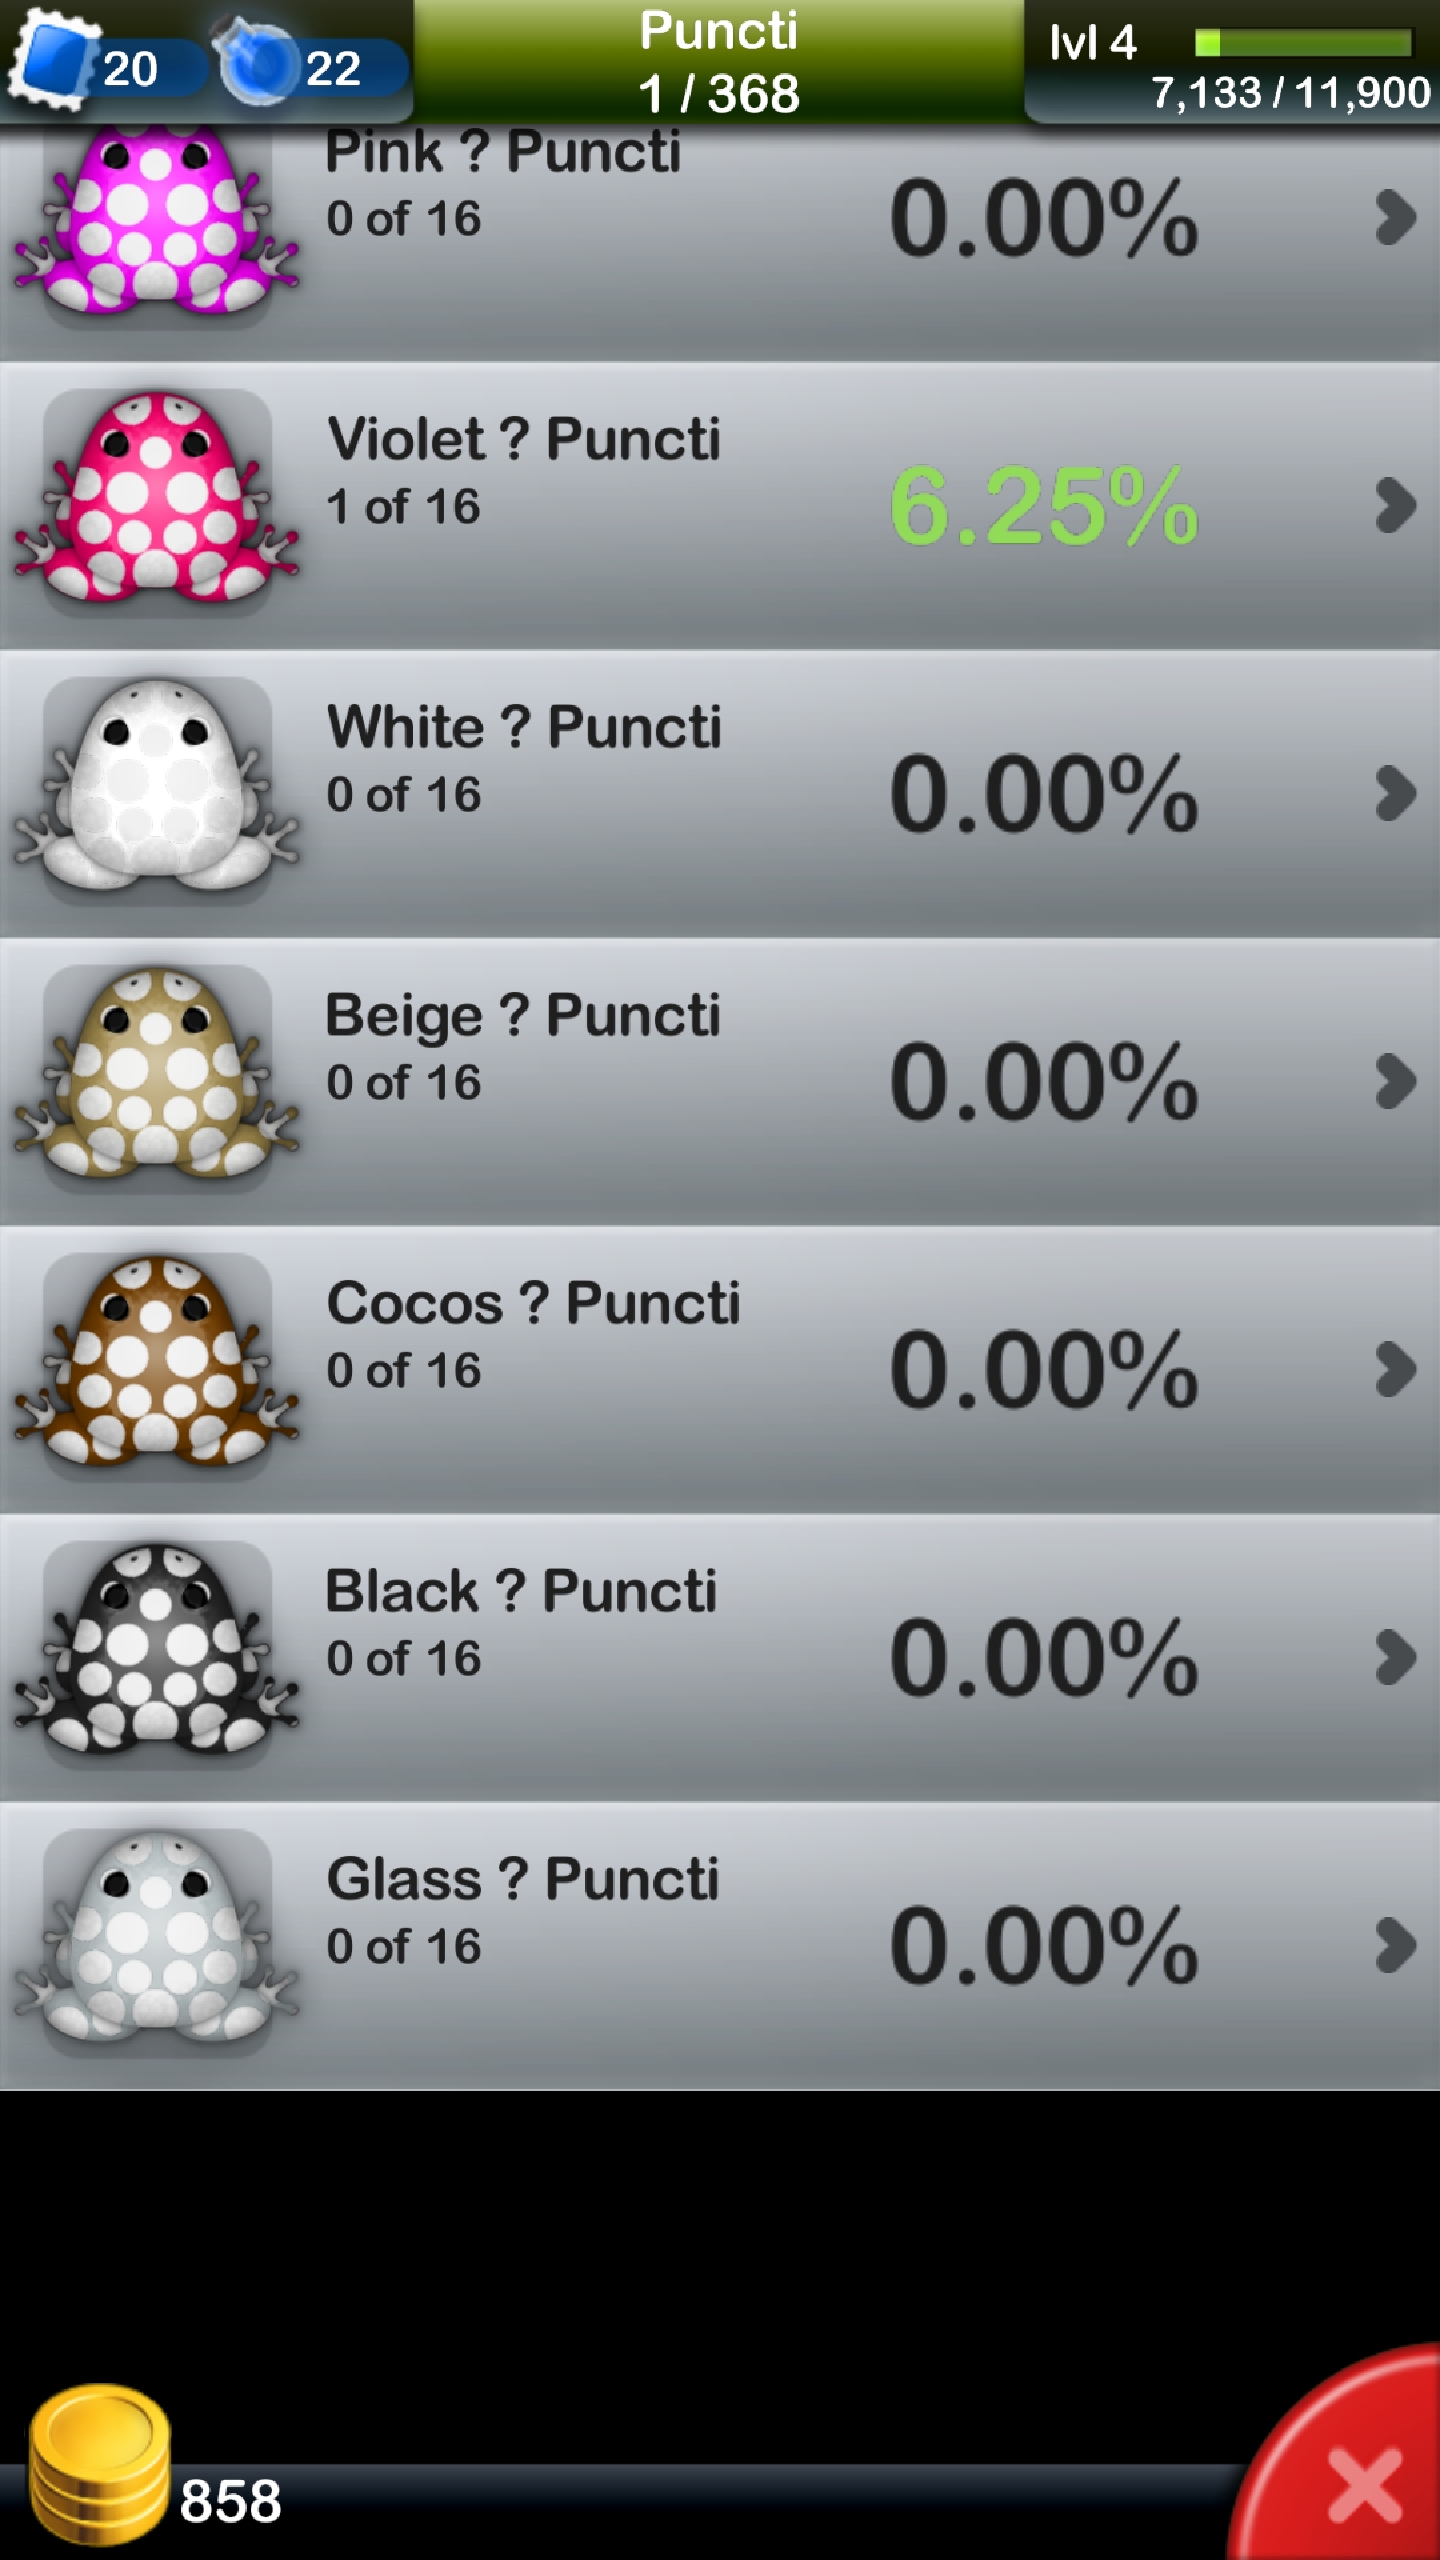 20
22
Puncti
1 / 368
lvl 4
7,133 / 11,900
Pink ? Puncti
0 of 16
0.00%
Violet ? Puncti
1 of 16
6.25%
White ? Puncti
0 of 16
0.00%
Beige ? Puncti
0 of 16
0.00%
Cocos ? Puncti
0 of 16
0.00%
Black ? Puncti
0 of 16
0.00%
Glass ? Puncti
0 of 16
0.00%
858